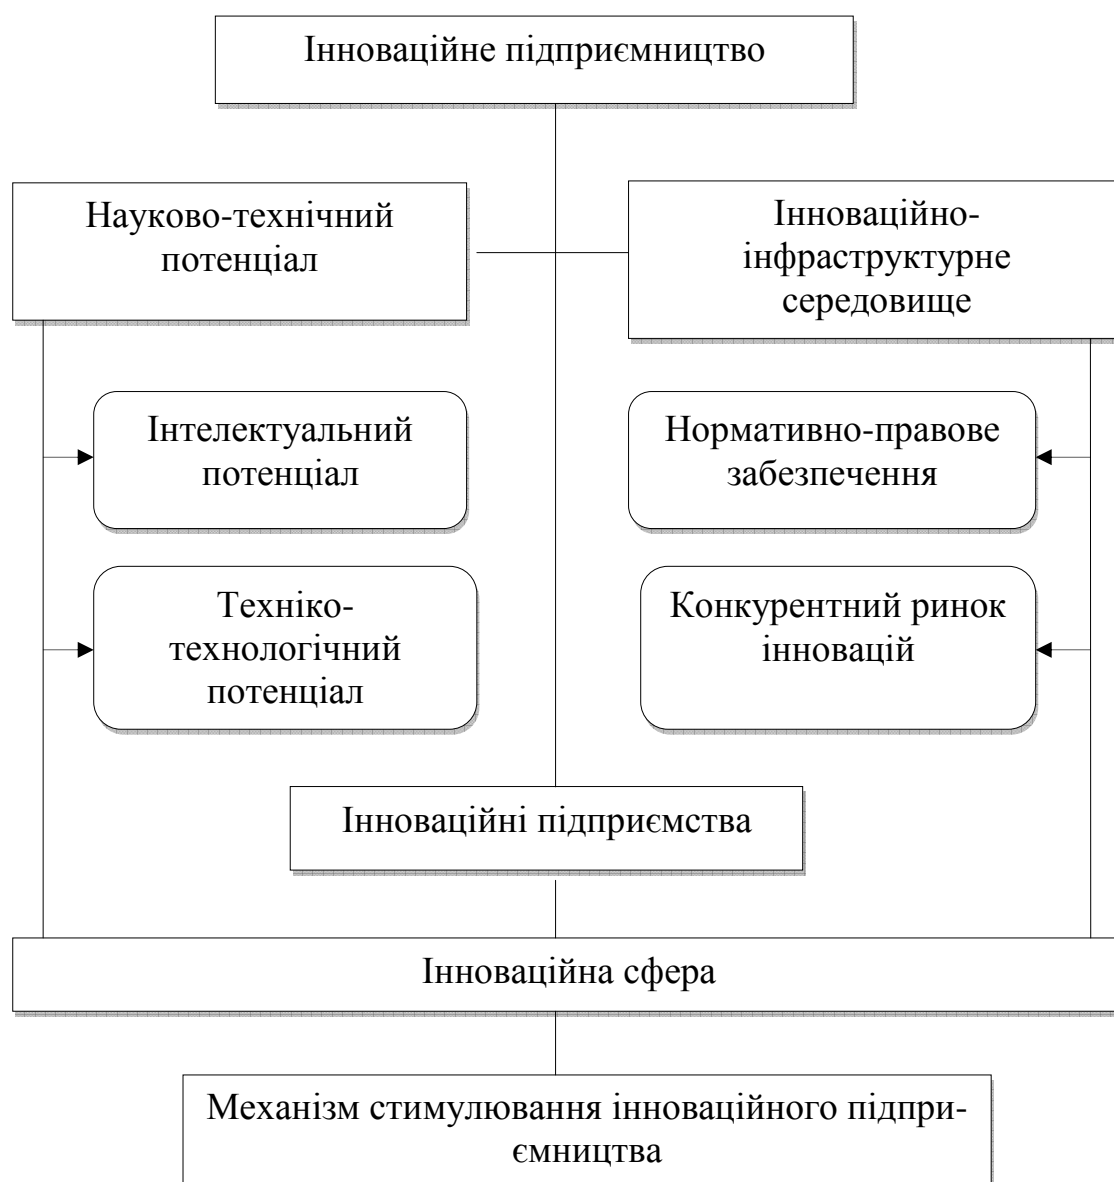 Інноваційне підприємництво
Науково-технічний
потенціал
Інноваційно-
інфраструктурне
середовище
Інтелектуальний
потенціал
Нормативно-правове
забезпечення
Техніко-
технологічний
потенціал
Конкурентний ринок
інновацій
Інноваційні підприємства
Інноваційна сфера
Механізм стимулювання інноваційного підпри-
ємництва